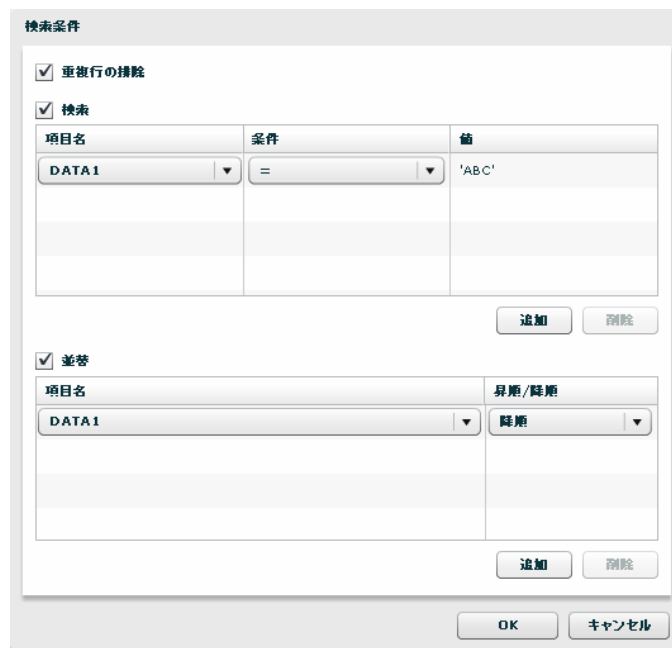 検索条件
重複行の排除
検索
項目名 条件 値
DATA1 = 'ABC'
追加 削除
並替
項目名 昇順/降順
DATA1 降順
追加 削除
OK キャンセル